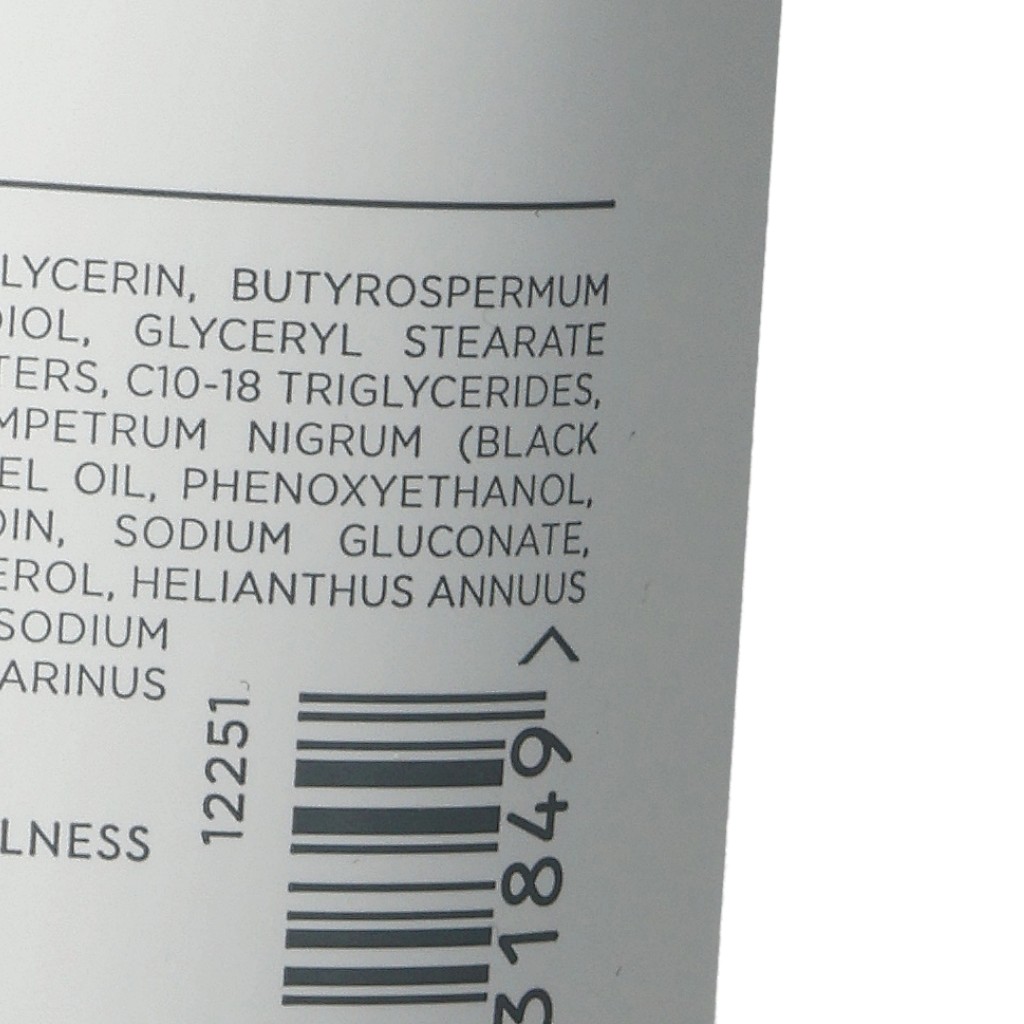 LYCERIN, BUTYROSPERMUM
DIOL, GLYCERYL STEARATE
TERS, C10-18 TRIGLYCERIDES,
MPETRUM NIGRUM (BLACK
EL OIL, PHENOXYETHANOL,
DIN, SODIUM GLUCONATE,
EROL, HELIANTHUS ANNUUS
SODIUM
ARINUS
LNESS
12251
31849 >